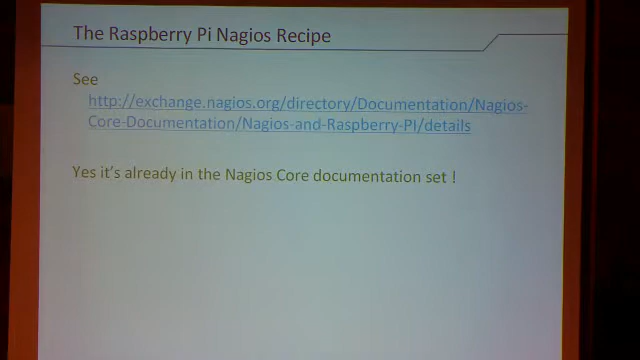 The Raspberry Pi Nagios Recipe
See
http://exchange.nagios.org/directory/Documentation/Nagios-
Core-Documentation/Nagios-and-Raspberry-PI/details
Yes it's already in the Nagios Core documentation set !